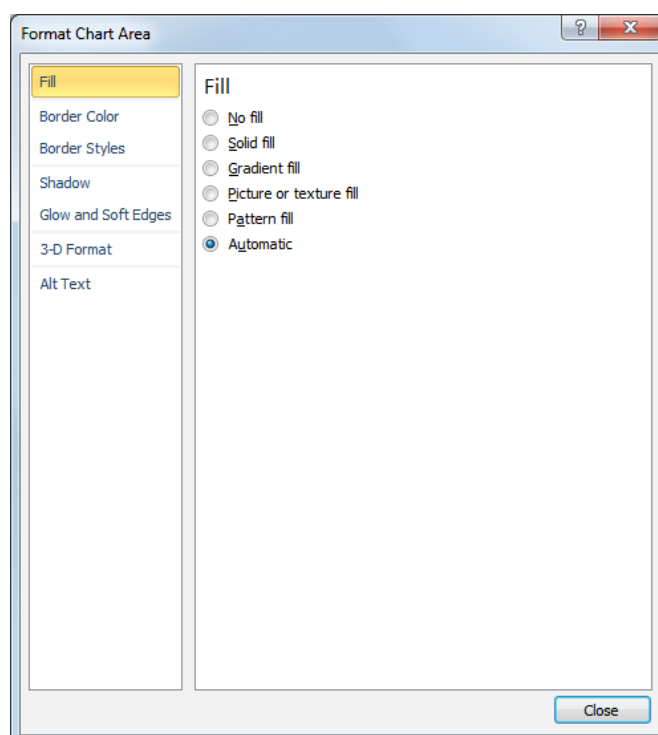 Format Chart Area
?
Fill
Border Color
Border Styles
Shadow
Glow and Soft Edges
3-D Format
Alt Text
Fill
No fill
Solid fill
Gradient fill
Picture or texture fill
Pattern fill
Automatic
Close